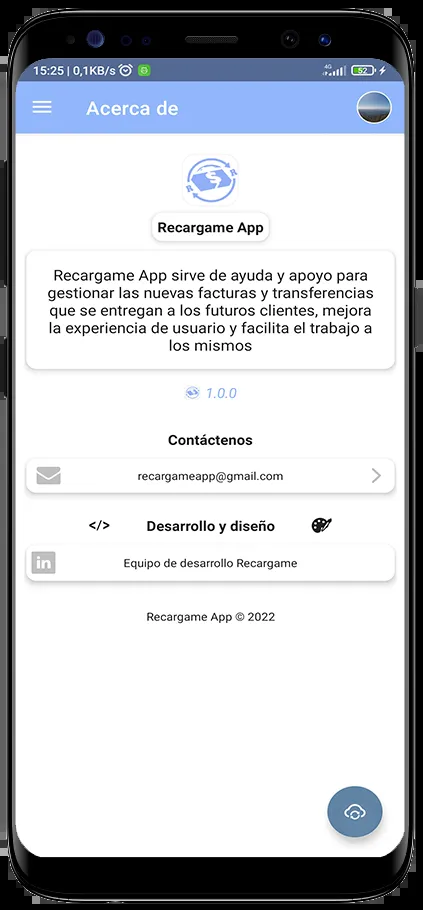 15:25 | 0,1KB/s
4G
52
Acerca de
R
R
Recargame App
Recargame App sirve de ayuda y apoyo para
gestionar las nuevas facturas y transferencias
que se entregan a los futuros clientes, mejora
la experiencia de usuario y facilita el trabajo a
los mismos
1.0.0
Contáctenos
recargameapp@gmail.com
</> Desarrollo y diseño
in
Equipo de desarrollo Recargame
Recargame App © 2022